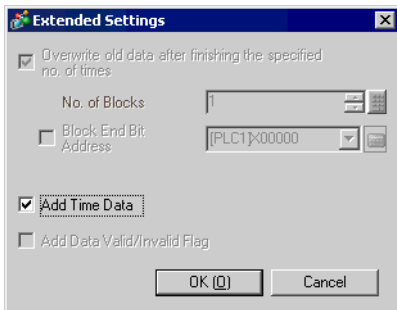 Extended Settings
Overwrite old data after finishing the specified
no. of times
No. of Blocks
1
Block End Bit
Address
[PLC1]X00000
Add Time Data
Add Data Valid/Invalid Flag
OK (O)
Cancel